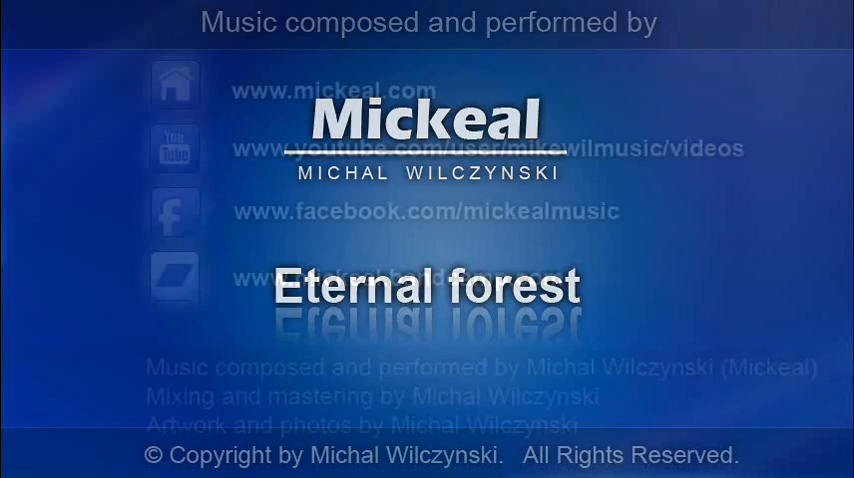 Music composed and performed by
www.mickeal.com
Mickeal
You
Tube
www.youtube.com/user/mikewilmusic/videos
MICHAL WILCZYNSKI
f
www.facebook.com/mickealmusic
Eternal forest
Music composed and performed by Michal Wilczynski (Mickeal)
Mixing and mastering by Michal Wilczynski
Artwork and photos by Michal Wilczynski
© Copyright by Michal Wilczynski. All Rights Reserved.